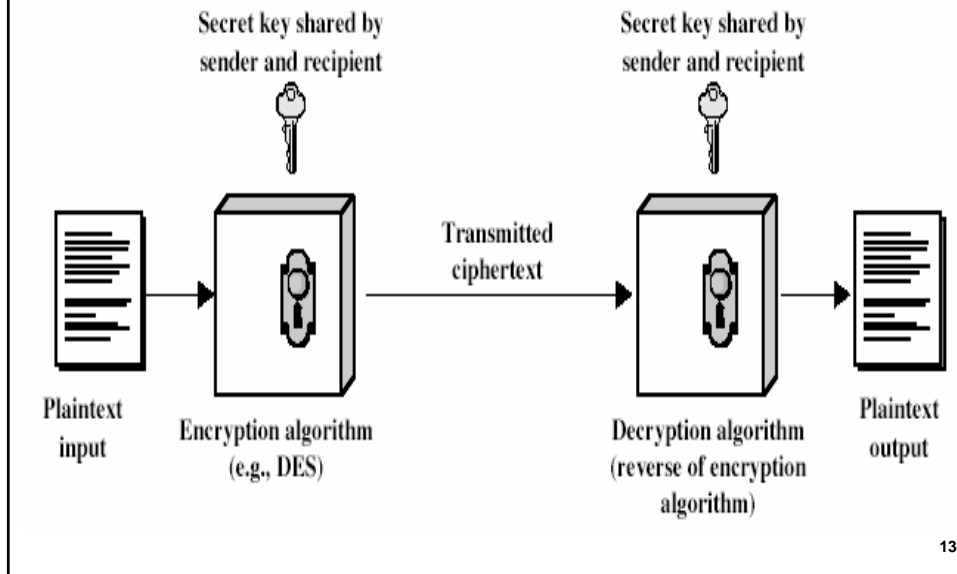 Secret key shared by
sender and recipient
Secret key shared by
sender and recipient
Transmitted
ciphertext
Plaintext
input
Encryption algorithm
(e.g., DES)
Decryption algorithm
(reverse of encryption
algorithm)
Plaintext
output
13